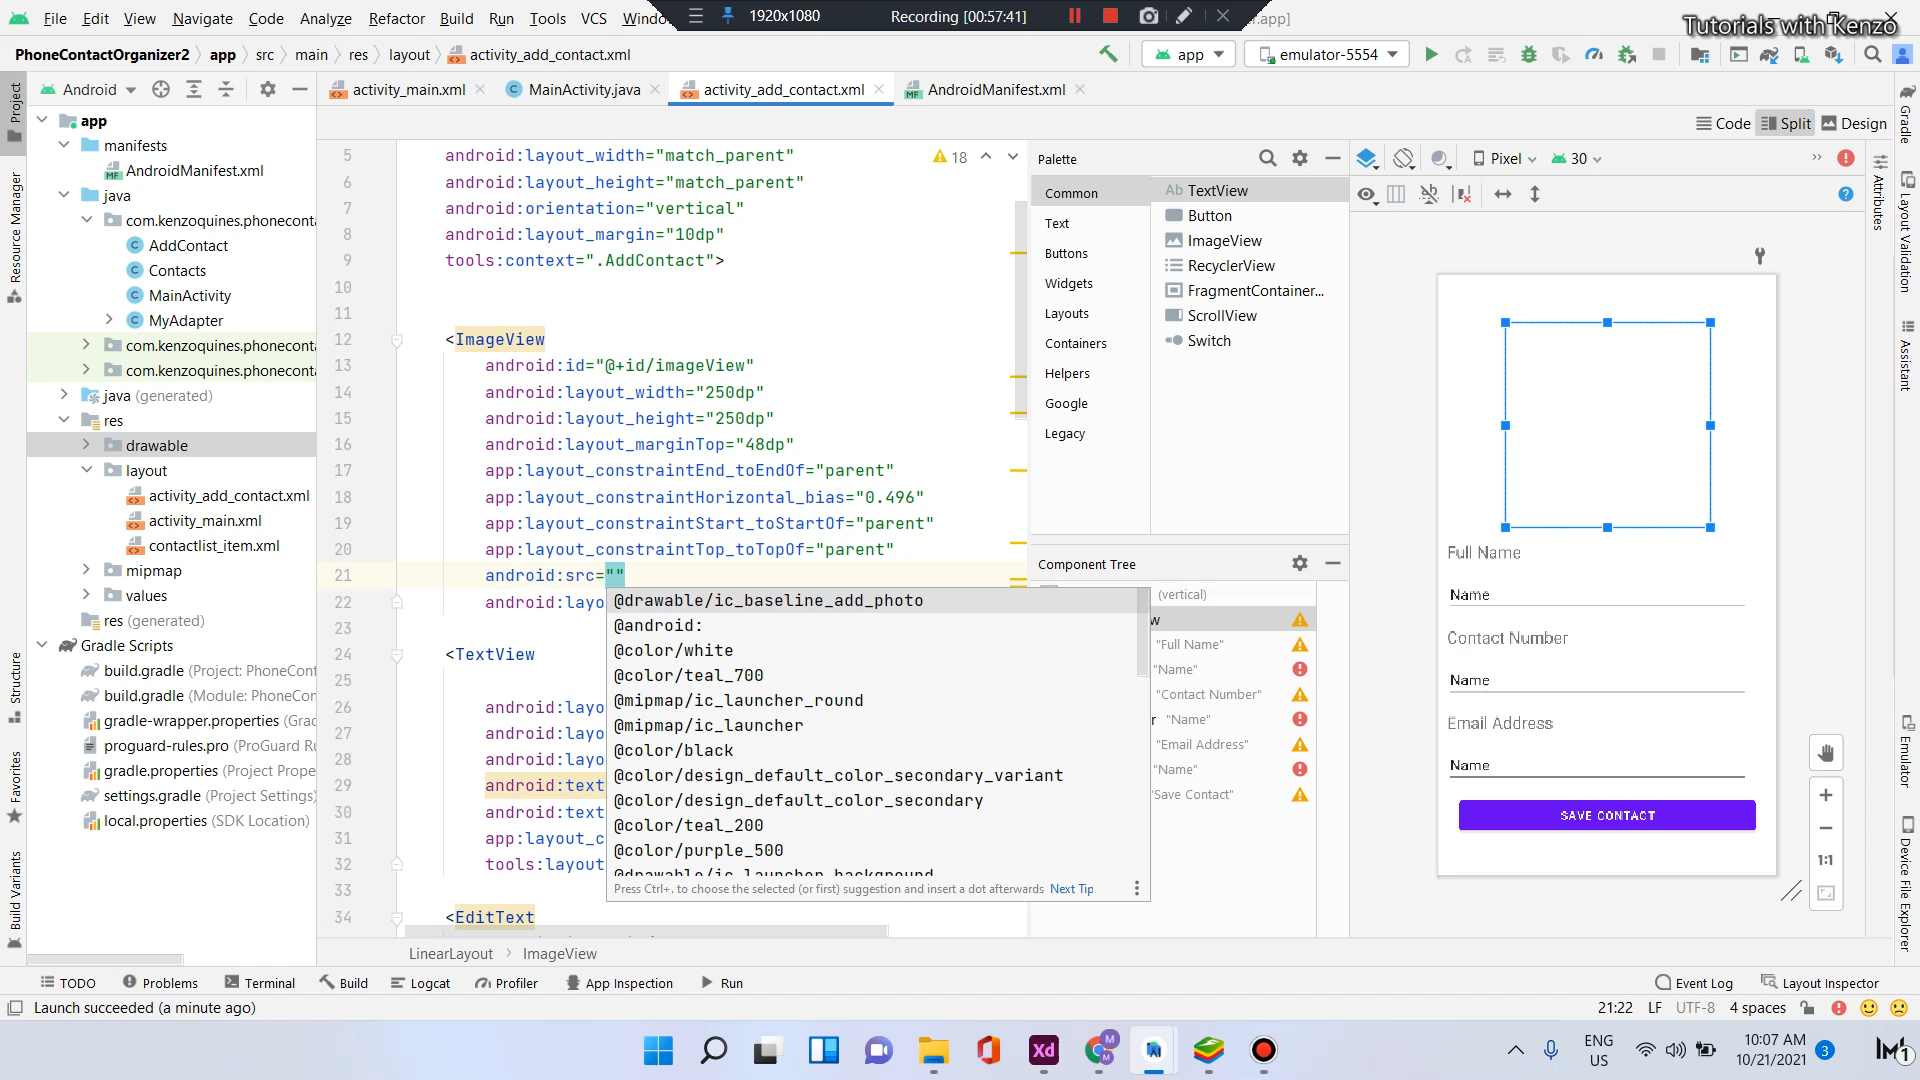 File Edit View Navigate Code Analyze Refactor Build Run Tools VCS Windo
1920x1080 Recording [00:57:41]
r.app]
Tutorials with Kenzo
PhoneContactOrganizer2 app src main res layout activity_add_contact.xml
app emulator-5554
Android
activity_main.xml MainActivity.java activity_add_contact.xml AndroidManifest.xml
Code Split Design
Project
Resource Manager
Structure
Favorites
Build Variants
app
manifests
AndroidManifest.xml
java
com.kenzoquines.phoneconta
AddContact
Contacts
MainActivity
MyAdapter
com.kenzoquines.phoneconta
com.kenzoquines.phoneconta
java (generated)
res
drawable
layout
activity_add_contact.xml
activity_main.xml
contactlist_item.xml
mipmap
values
res (generated)
Gradle Scripts
build.gradle (Project: PhoneCont
build.gradle (Module: PhoneCor
gradle-wrapper.properties (Grad
proguard-rules.pro (ProGuard Ru
gradle.properties (Project Prope
settings.gradle (Project Settings)
local.properties (SDK Location)
18
5 android:layout_width="match_parent"
6 android:layout_height="match_parent"
7 android:orientation="vertical"
8 android:layout_margin="10dp"
9 tools:context=".AddContact">
10
11
12 <ImageView
13 android:id="@+id/imageView"
14 android:layout_width="250dp"
15 android:layout_height="250dp"
16 android:layout_marginTop="48dp"
17 app:layout_constraintEnd_toEndOf="parent"
18 app:layout_constraintHorizontal_bias="0.496"
19 app:layout_constraintStart_toStartOf="parent"
20 app:layout_constraintTop_toTopOf="parent"
21 android:src=""
22 android:layo
23
24 <TextView
25
26 android:layo
27 android:layo
28 android:layo
29 android:text
30 android:text
31 app:layout_c
32 tools:layout
33
34 <EditText
@drawable/ic_baseline_add_photo
@android:
@color/white
@color/teal_700
@mipmap/ic_launcher_round
@mipmap/ic_launcher
@color/black
@color/design_default_color_secondary_variant
@color/design_default_color_secondary
@color/teal_200
@color/purple_500
@drawable/ic_launcher_background
Press Ctrl+. to choose the selected (or first) suggestion and insert a dot afterwards Next Tip
LinearLayout ImageView
Palette
Common
Text
Buttons
Widgets
Layouts
Containers
Helpers
Google
Legacy
Ab TextView
Button
ImageView
RecyclerView
FragmentContainer...
ScrollView
Switch
Component Tree
(vertical)
w
"Full Name"
"Name"
"Contact Number"
r "Name"
"Email Address"
"Name"
"Save Contact"
Pixel 30
Full Name
Name
Contact Number
Name
Email Address
Name
SAVE CONTACT
1:1
Gradle
Attributes
Layout Validation
Assistant
Emulator
Device File Explorer
TODO Problems Terminal Build Logcat Profiler App Inspection Run Event Log Layout Inspector
Launch succeeded (a minute ago)
21:22 LF UTF-8 4 spaces
Xd
M
M
ENG
US
10:07 AM
10/21/2021
3
1